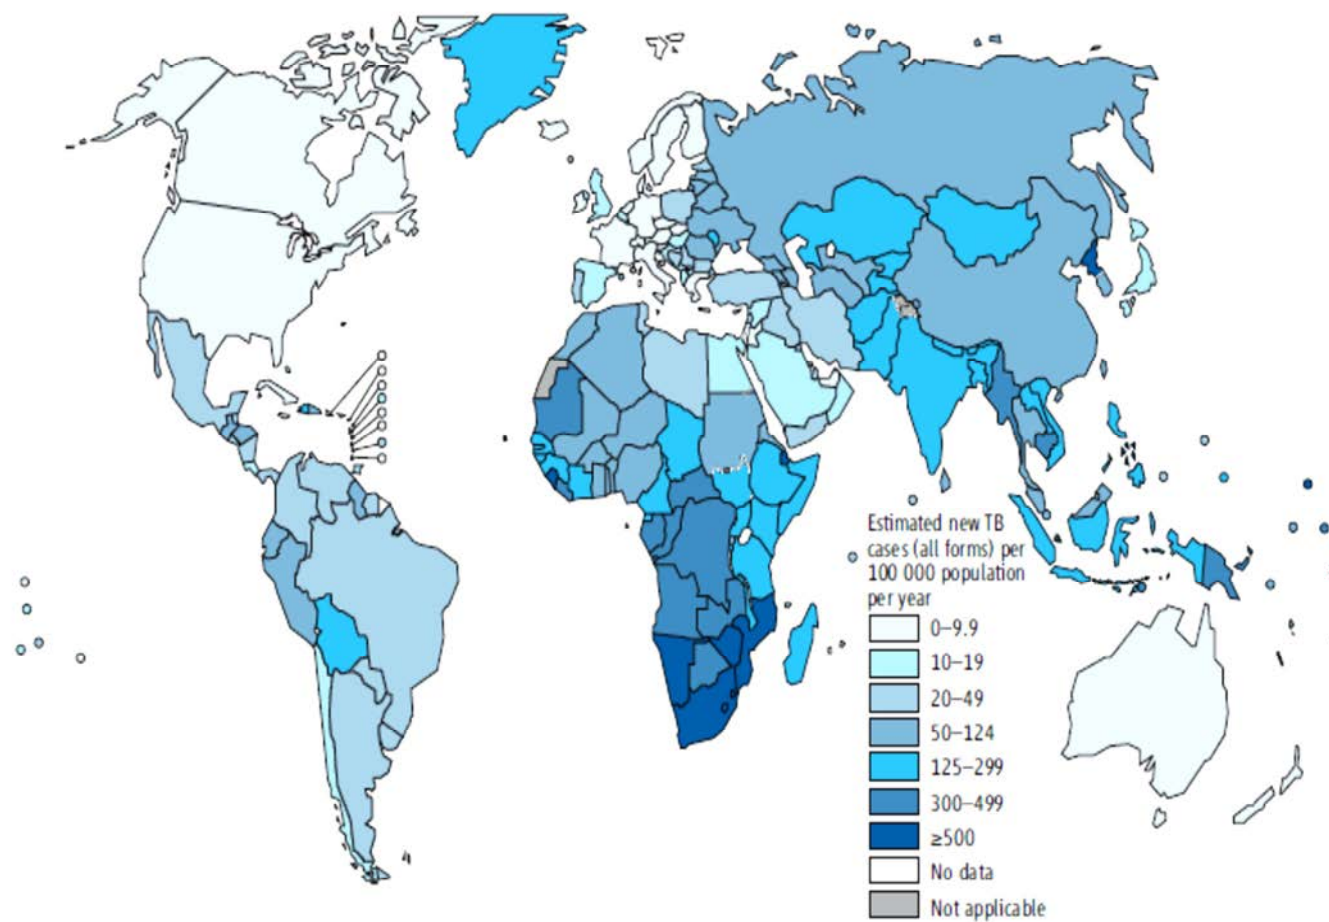 Estimated new TB
cases (all forms) per
100 000 population
per year
0–9.9
10–19
20–49
50–124
125–299
300–499
≥500
No data
Not applicable